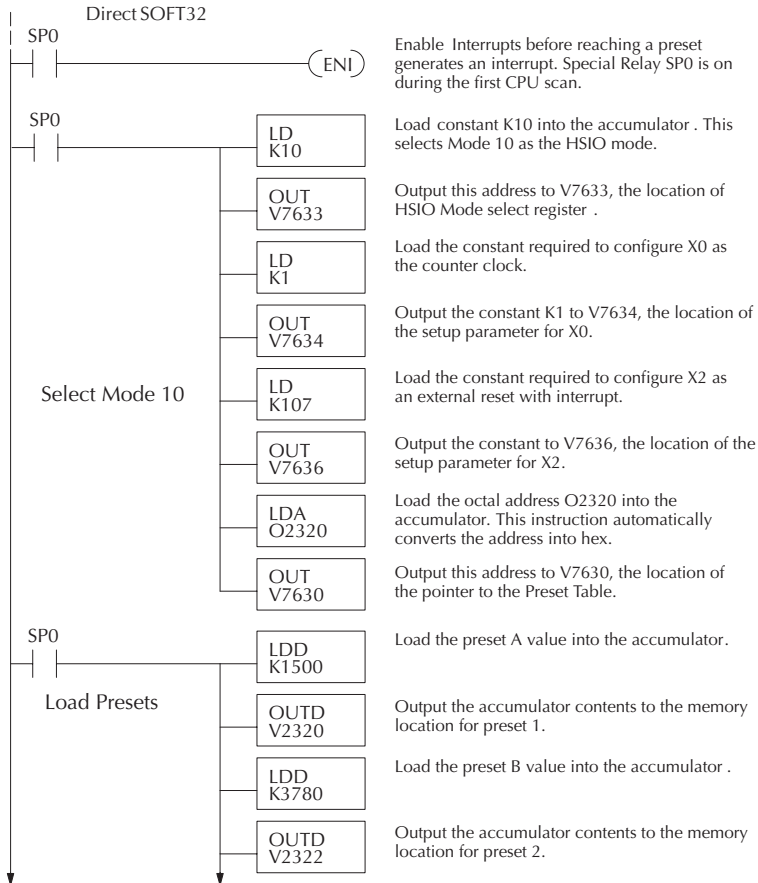 Direct SOFT32
SP0
ENI
Enable Interrupts before reaching a preset
generates an interrupt. Special Relay SP0 is on
during the first CPU scan.
SP0
LD
K10
Load constant K10 into the accumulator . This
selects Mode 10 as the HSIO mode.
OUT
V7633
Output this address to V7633, the location of
HSIO Mode select register .
LD
K1
Load the constant required to configure X0 as
the counter clock.
OUT
V7634
Output the constant K1 to V7634, the location of
the setup parameter for X0.
Select Mode 10
LD
K107
Load the constant required to configure X2 as
an external reset with interrupt.
OUT
V7636
Output the constant to V7636, the location of the
setup parameter for X2.
LDA
O2320
Load the octal address O2320 into the
accumulator. This instruction automatically
converts the address into hex.
OUT
V7630
Output this address to V7630, the location of
the pointer to the Preset Table.
SP0
LDD
K1500
Load the preset A value into the accumulator.
Load Presets
OUTD
V2320
Output the accumulator contents to the memory
location for preset 1.
LDD
K3780
Load the preset B value into the accumulator .
OUTD
V2322
Output the accumulator contents to the memory
location for preset 2.